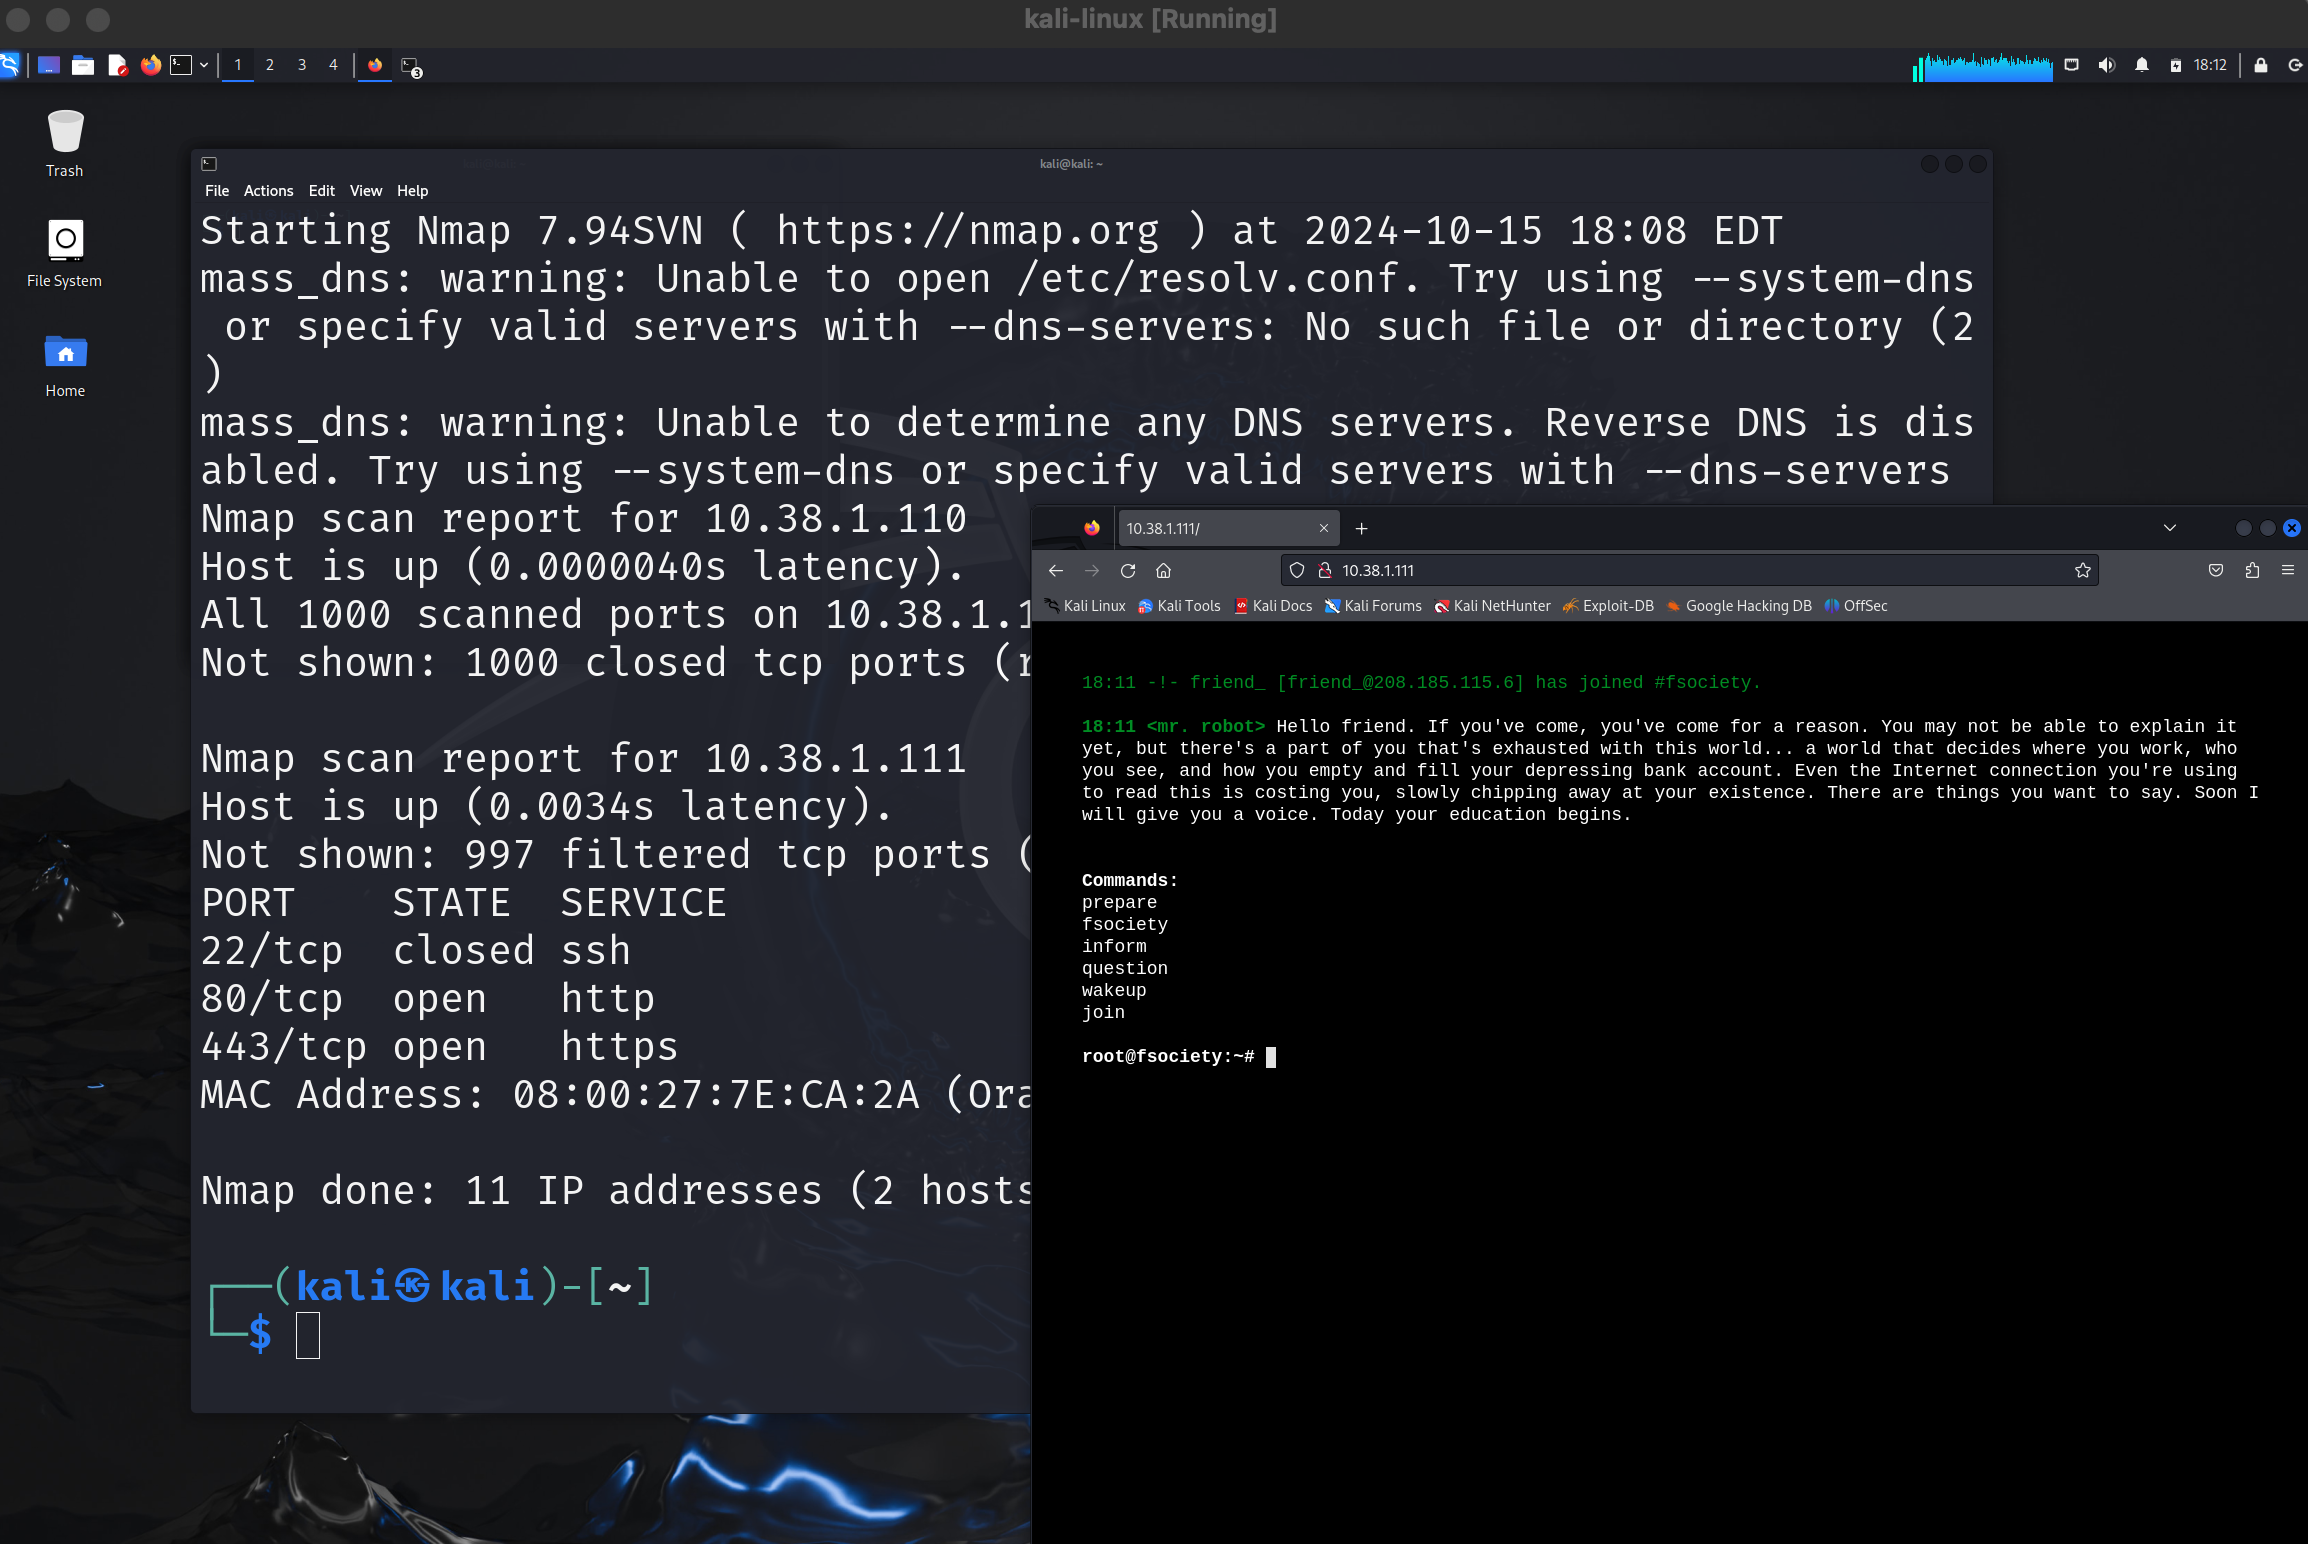 kali-linux [Running]
1 2 3 4
3
18:12
Trash
File System
Home
kali@kali: ~
File Actions Edit View Help
Starting Nmap 7.94SVN ( https://nmap.org ) at 2024-10-15 18:08 EDT
mass_dns: warning: Unable to open /etc/resolv.conf. Try using --system-dns
or specify valid servers with --dns-servers: No such file or directory (2
)
mass_dns: warning: Unable to determine any DNS servers. Reverse DNS is dis
abled. Try using --system-dns or specify valid servers with --dns-servers
Nmap scan report for 10.38.1.110
Host is up (0.0000040s latency).
All 1000 scanned ports on 10.38.1.1
Not shown: 1000 closed tcp ports (r
Nmap scan report for 10.38.1.111
Host is up (0.0034s latency).
Not shown: 997 filtered tcp ports (
PORT STATE SERVICE
22/tcp closed ssh
80/tcp open http
443/tcp open https
MAC Address: 08:00:27:7E:CA:2A (Ora
Nmap done: 11 IP addresses (2 hosts
(kali㉿kali)-[~]
$
10.38.1.111/
10.38.1.111
Kali Linux Kali Tools Kali Docs Kali Forums Kali NetHunter Exploit-DB Google Hacking DB OffSec
18:11 -!- friend_ [friend_@208.185.115.6] has joined #fsociety.
18:11 <mr. robot> Hello friend. If you've come, you've come for a reason. You may not be able to explain it
yet, but there's a part of you that's exhausted with this world... a world that decides where you work, who
you see, and how you empty and fill your depressing bank account. Even the Internet connection you're using
to read this is costing you, slowly chipping away at your existence. There are things you want to say. Soon I
will give you a voice. Today your education begins.
Commands:
prepare
fsociety
inform
question
wakeup
join
root@fsociety:~#